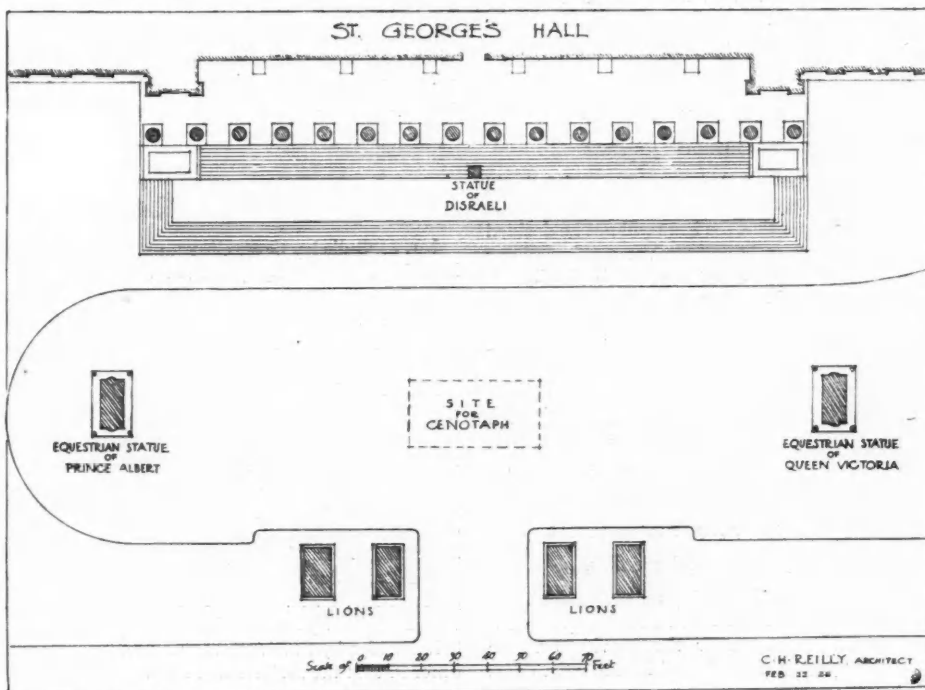 ST. GEORGE'S HALL
STATUE
OF
DISRAELI
SITE
FOR
CENOTAPH
EQUESTRIAN STATUE
OF
PRINCE ALBERT
EQUESTRIAN STATUE
OF
QUEEN VICTORIA
LIONS
LIONS
Scale of 0 10 20 30 40 50 60 70 Feet
C.H. REILLY, ARCHITECT
FEB 22 26.